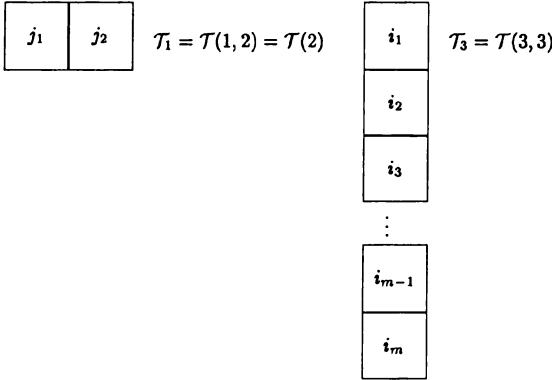 j₁ j₂ 𝒯₁ = 𝒯(1, 2) = 𝒯(2) i₁ 𝒯₃ = 𝒯(3, 3)
i₂
i₃
⋮
iₘ₋₁
iₘ